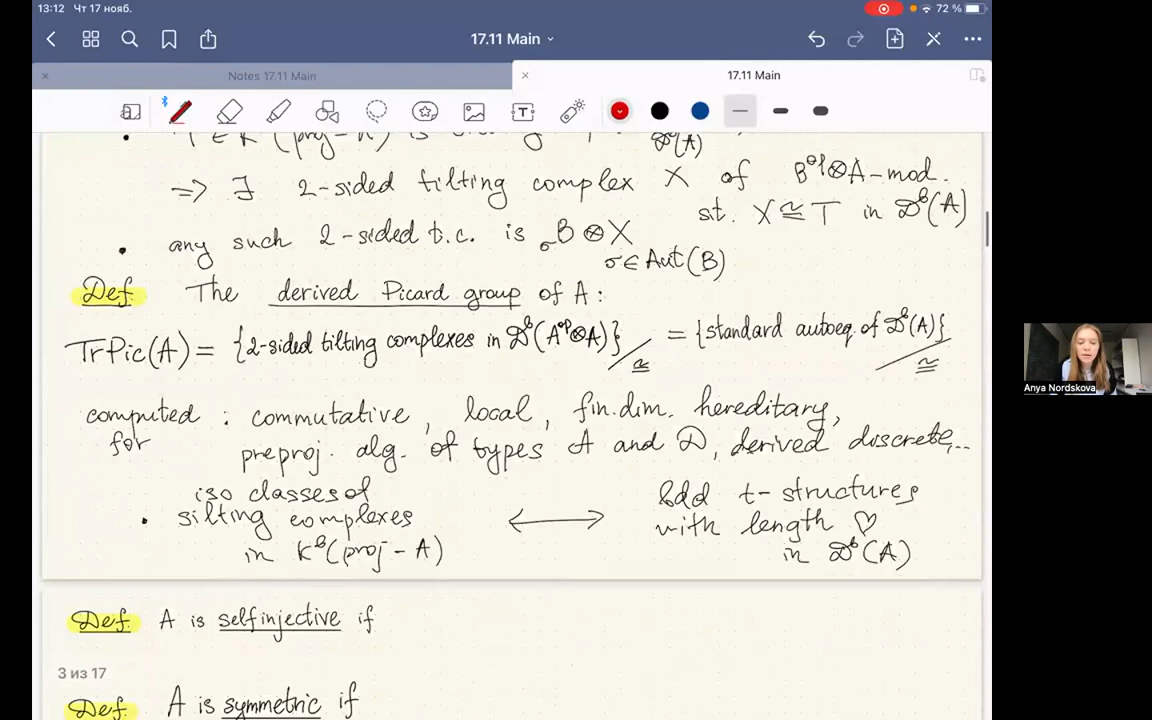 13:12 Чт 17 нояб.
72 %
17.11 Main
Notes 17.11 Main
17.11 Main
=> ∃ 2-sided tilting complex X of B^op⊗A-mod.
s.t. X≅T in D^b(A)
• any such 2-sided t.c. is σB⊗X
σ∈Aut(B)
Def. The derived Picard group of A:
TrPic(A) = {2-sided tilting complexes in D^b(A^op⊗A)}/≅ = {standard autoeq. of D^b(A)}/≅
computed for : commutative, local, fin.dim. hereditary,
preproj. alg. of types A and D, derived discrete,...
• iso classes of silting complexes in K^b(proj-A) ⟷ bdd t-structures with length ♡ in D^b(A)
Def. A is selfinjective if
3 из 17
Def. A is symmetric if
Anya Nordskova